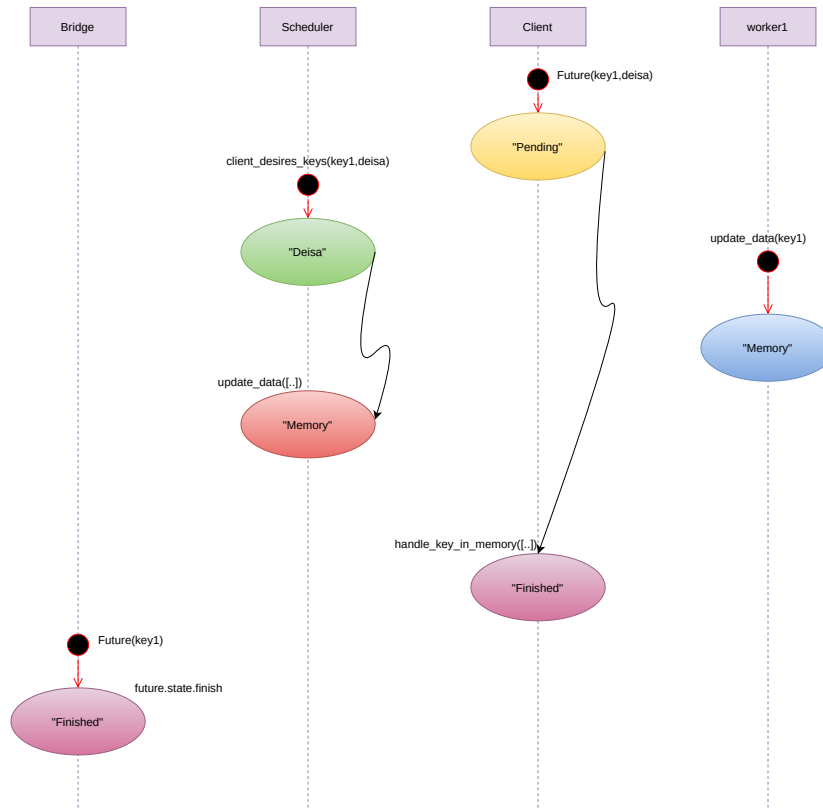 Bridge
Scheduler
Client
worker1
Future(key1,deisa)
"Pending"
client_desires_keys(key1,deisa)
"Deisa"
update_data(key1)
"Memory"
update_data([..])
"Memory"
handle_key_in_memory([..])
"Finished"
Future(key1)
future.state.finish
"Finished"